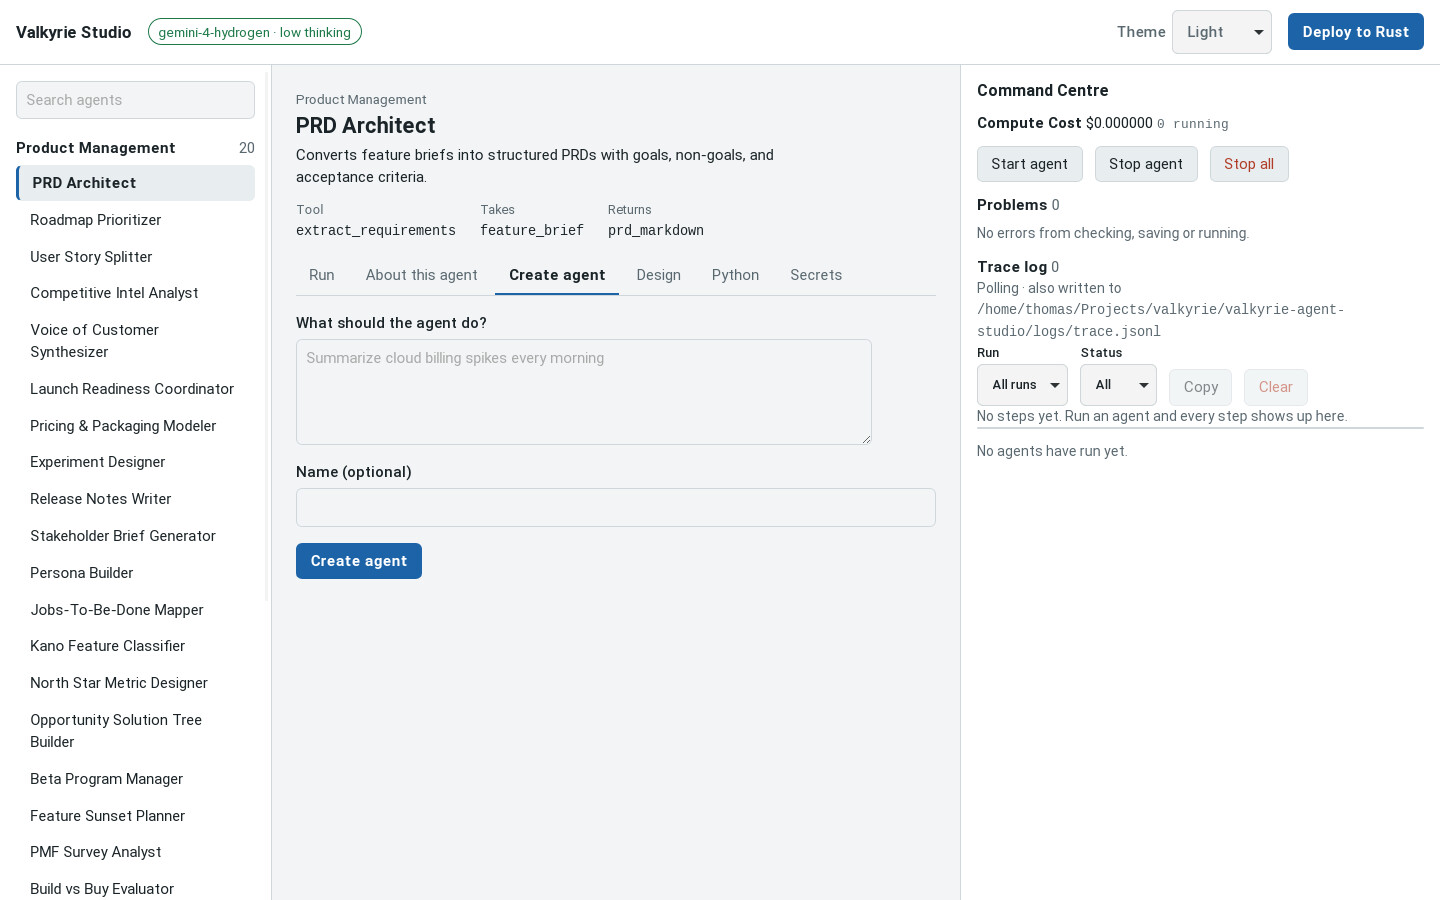 Valkyrie Studio
gemini-4-hydrogen · low thinking
Theme
Light
Deploy to Rust
Search agents
Product Management 20
PRD Architect
Roadmap Prioritizer
User Story Splitter
Competitive Intel Analyst
Voice of Customer
Synthesizer
Launch Readiness Coordinator
Pricing & Packaging Modeler
Experiment Designer
Release Notes Writer
Stakeholder Brief Generator
Persona Builder
Jobs-To-Be-Done Mapper
Kano Feature Classifier
North Star Metric Designer
Opportunity Solution Tree
Builder
Beta Program Manager
Feature Sunset Planner
PMF Survey Analyst
Build vs Buy Evaluator
Product Management
PRD Architect
Converts feature briefs into structured PRDs with goals, non-goals, and
acceptance criteria.
Tool Takes Returns
extract_requirements feature_brief prd_markdown
Run About this agent Create agent Design Python Secrets
What should the agent do?
Summarize cloud billing spikes every morning
Name (optional)
Create agent
Command Centre
Compute Cost $0.000000 0 running
Start agent Stop agent Stop all
Problems 0
No errors from checking, saving or running.
Trace log 0
Polling · also written to
/home/thomas/Projects/valkyrie/valkyrie-agent-
studio/logs/trace.jsonl
Run Status
All runs All Copy Clear
No steps yet. Run an agent and every step shows up here.
No agents have run yet.